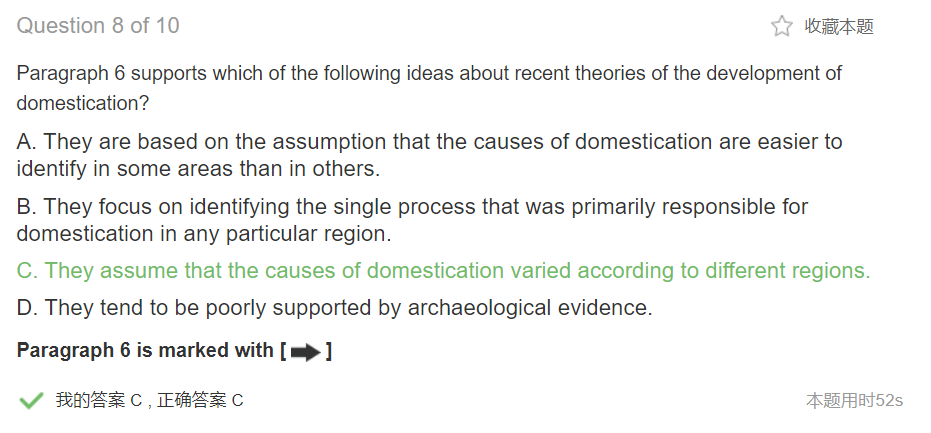 Question 8 of 10
收藏本题
Paragraph 6 supports which of the following ideas about recent theories of the development of
domestication?
A. They are based on the assumption that the causes of domestication are easier to
identify in some areas than in others.
B. They focus on identifying the single process that was primarily responsible for
domestication in any particular region.
C. They assume that the causes of domestication varied according to different regions.
D. They tend to be poorly supported by archaeological evidence.
Paragraph 6 is marked with [ ➡ ]
我的答案 C , 正确答案 C
本题用时52s